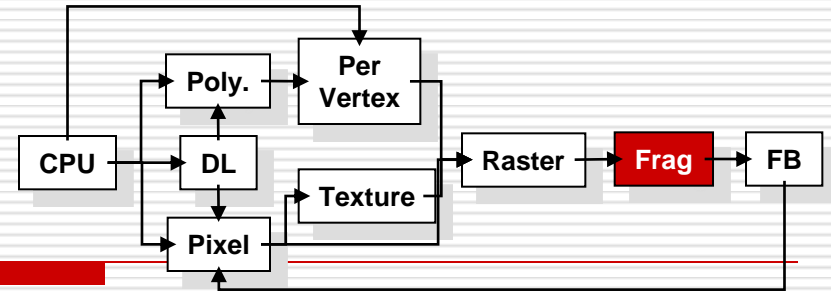 Per
Vertex
Poly.
CPU
DL
Raster
Frag
FB
Texture
Pixel